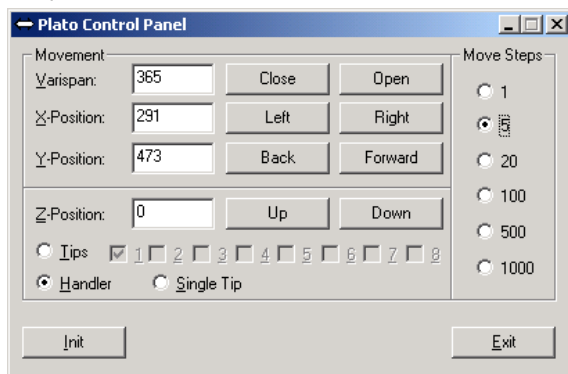 Plato Control Panel
Movement
Move Steps
Varispan: 365 Close Open
1
X-Position: 291 Left Right
5
Y-Position: 473 Back Forward
20
Z-Position: 0 Up Down
100
Tips 1 2 3 4 5 6 7 8
500
Handler Single Tip
1000
Init Exit